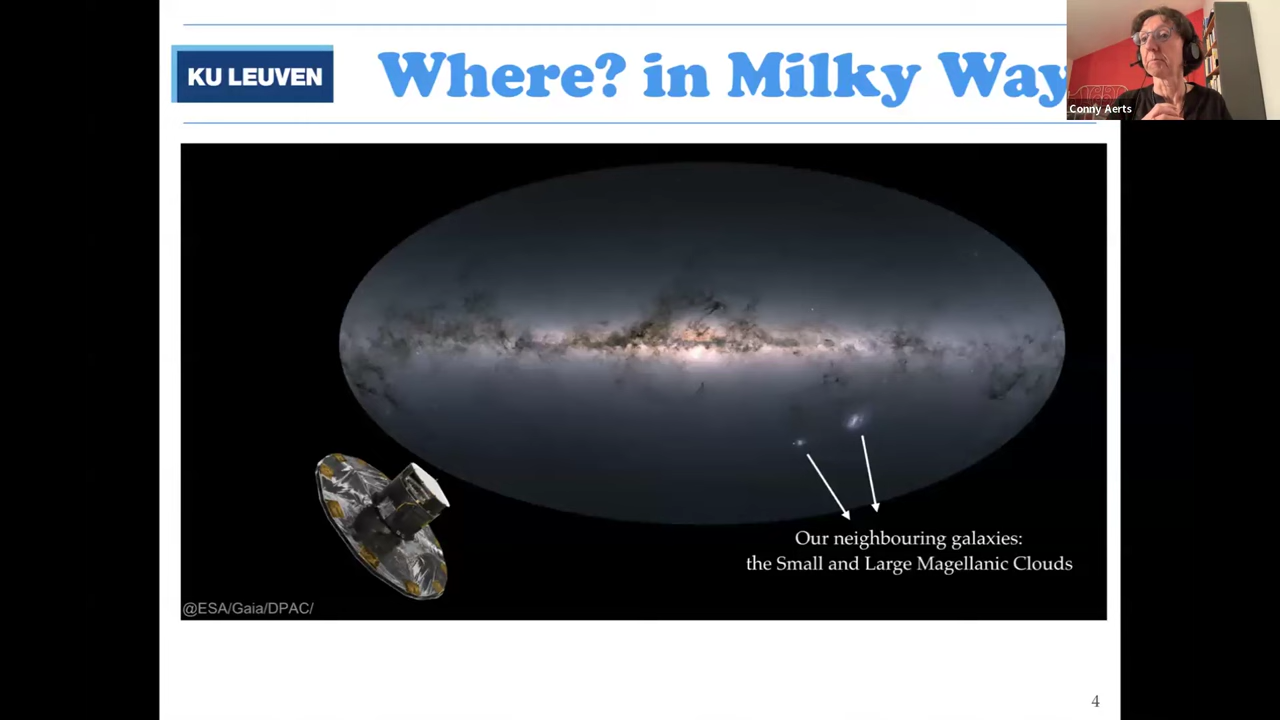 KU LEUVEN
Where? in Milky Way
Conny Aerts
Our neighbouring galaxies:
the Small and Large Magellanic Clouds
@ESA/Gaia/DPAC/
4